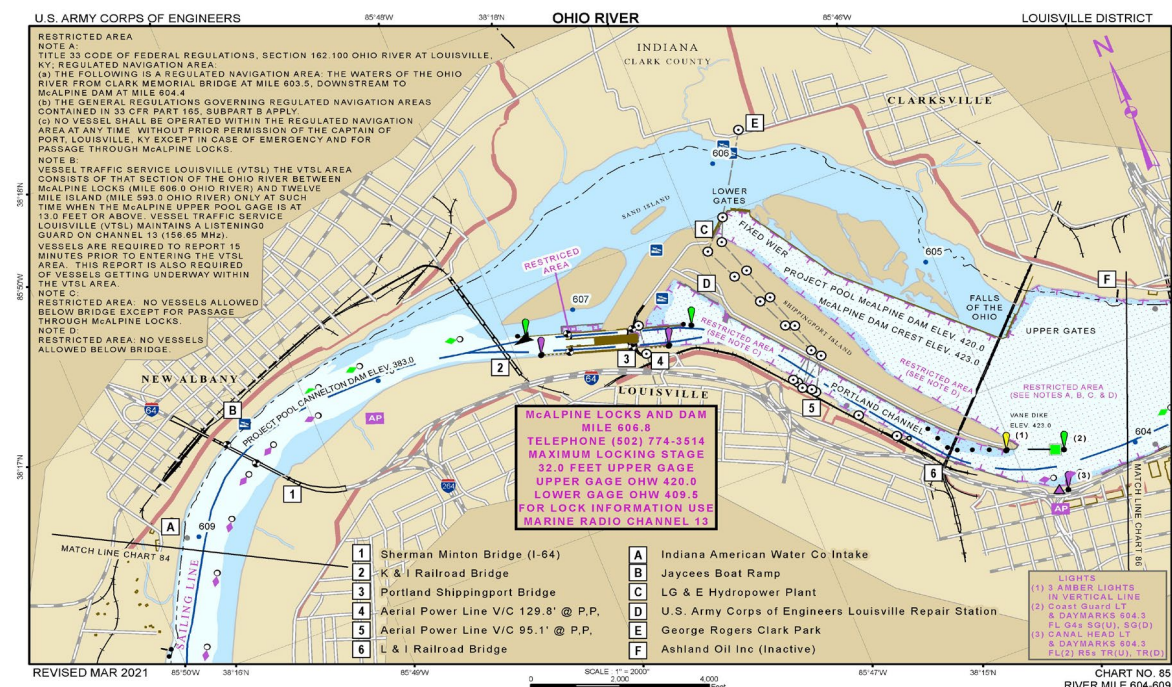 U.S. ARMY CORPS OF ENGINEERS
85°48'W
38°18'N
OHIO RIVER
85°46'W
LOUISVILLE DISTRICT
RESTRICTED AREA
NOTE A:
TITLE 33 CODE OF FEDERAL REGULATIONS, SECTION 162.100 OHIO RIVER AT LOUISVILLE,
KY; REGULATED NAVIGATION AREA:
(a) THE FOLLOWING IS A REGULATED NAVIGATION AREA: THE WATERS OF THE OHIO
RIVER FROM CLARK MEMORIAL BRIDGE AT MILE 603.5, DOWNSTREAM TO
McALPINE DAM AT MILE 604.4
(b) THE GENERAL REGULATIONS GOVERNING REGULATED NAVIGATION AREAS
CONTAINED IN 33 CFR PART 165, SUBPART B APPLY.
(c) NO VESSEL SHALL BE OPERATED WITHIN THE REGULATED NAVIGATION
AREA AT ANY TIME WITHOUT PRIOR PERMISSION OF THE CAPTAIN OF
PORT, LOUISVILLE, KY EXCEPT IN CASE OF EMERGENCY AND FOR
PASSAGE THROUGH McALPINE LOCKS.
NOTE B:
VESSEL TRAFFIC SERVICE LOUISVILLE (VTSL) THE VTSL AREA
CONSISTS OF THAT SECTION OF THE OHIO RIVER BETWEEN
McALPINE LOCKS (MILE 606.0 OHIO RIVER) AND TWELVE
MILE ISLAND (MILE 593.0 OHIO RIVER) ONLY AT SUCH
TIME WHEN THE McALPINE UPPER POOL GAGE IS AT
13.0 FEET OR ABOVE. VESSEL TRAFFIC SERVICE
LOUISVILLE (VTSL) MAINTAINS A LISTENING0
GUARD ON CHANNEL 13 (156.65 MHz).
VESSELS ARE REQUIRED TO REPORT 15
MINUTES PRIOR TO ENTERING THE VTSL
AREA. THIS REPORT IS ALSO REQUIRED
OF VESSELS GETTING UNDERWAY WITHIN
THE VTSL AREA.
NOTE C:
RESTRICTED AREA: NO VESSELS ALLOWED
BELOW BRIDGE EXCEPT FOR PASSAGE
THROUGH McALPINE LOCKS.
NOTE D:
RESTRICTED AREA: NO VESSELS
ALLOWED BELOW BRIDGE.
INDIANA
CLARK COUNTY
CLARKSVILLE
N
E
606
LOWER
GATES
SAND ISLAND
C
FIXED WIER
605
RESTRICED
AREA
607
D
PROJECT POOL McALPINE DAM ELEV. 420.0
McALPINE DAM CREST ELEV. 423.0
FALLS
OF THE
OHIO
F
UPPER GATES
SHIPPINGPORT ISLAND
RESTRICTED AREA
(SEE NOTE C)
RESTRICTED AREA
(SEE NOTE D)
RESTRICTED AREA
(SEE NOTES A, B, C, & D)
38°18'N
85°50'W
2
3
4
64
LOUISVILLE
PORTLAND CHANNEL
5
VANE DIKE
ELEV. 423.0
(1)
(2)
604
6
(3)
AP
MATCH LINE CHART 86
NEW ALBANY
64
B
PROJECT POOL CANNELTON DAM ELEV. 383.0
AP
38°17'N
1
264
A
609
MATCH LINE CHART 84
SAILING LINE
McALPINE LOCKS AND DAM
MILE 606.8
TELEPHONE (502) 774-3514
MAXIMUM LOCKING STAGE
32.0 FEET UPPER GAGE
UPPER GAGE OHW 420.0
LOWER GAGE OHW 409.5
FOR LOCK INFORMATION USE
MARINE RADIO CHANNEL 13
1 Sherman Minton Bridge (I-64)
2 K & I Railroad Bridge
3 Portland Shippingport Bridge
4 Aerial Power Line V/C 129.8' @ P,P,
5 Aerial Power Line V/C 95.1' @ P,P,
6 L & I Railroad Bridge
A Indiana American Water Co Intake
B Jaycees Boat Ramp
C LG & E Hydropower Plant
D U.S. Army Corps of Engineers Louisville Repair Station
E George Rogers Clark Park
F Ashland Oil Inc (Inactive)
LIGHTS
(1) 3 AMBER LIGHTS
IN VERTICAL LINE
(2) Coast Guard LT
& DAYMARKS 604.3
FL G4s SG(U), SG(D)
(3) CANAL HEAD LT
& DAYMARKS 604.3
FL(2) R5s TR(U), TR(D)
REVISED MAR 2021
85°50'W
38°16'N
85°49'W
SCALE : 1" = 2000"
38°15'N
0 2,000 4,000
Feet
CHART NO. 85
RIVER MILE 604-609